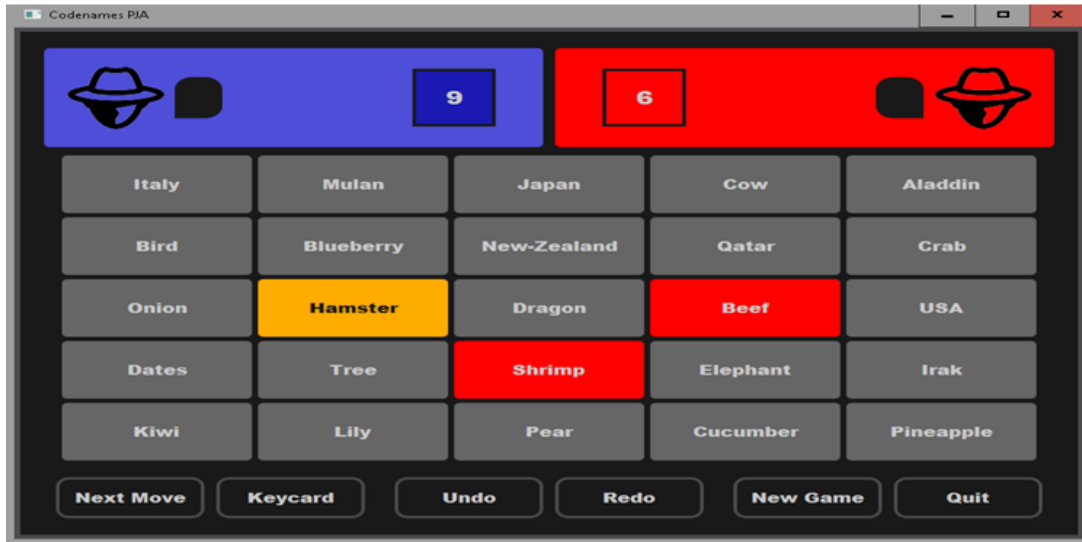 Codenames PJA
9 6
Italy Mulan Japan Cow Aladdin
Bird Blueberry New-Zealand Qatar Crab
Onion Hamster Dragon Beef USA
Dates Tree Shrimp Elephant Irak
Kiwi Lily Pear Cucumber Pineapple
Next Move Keycard Undo Redo New Game Quit